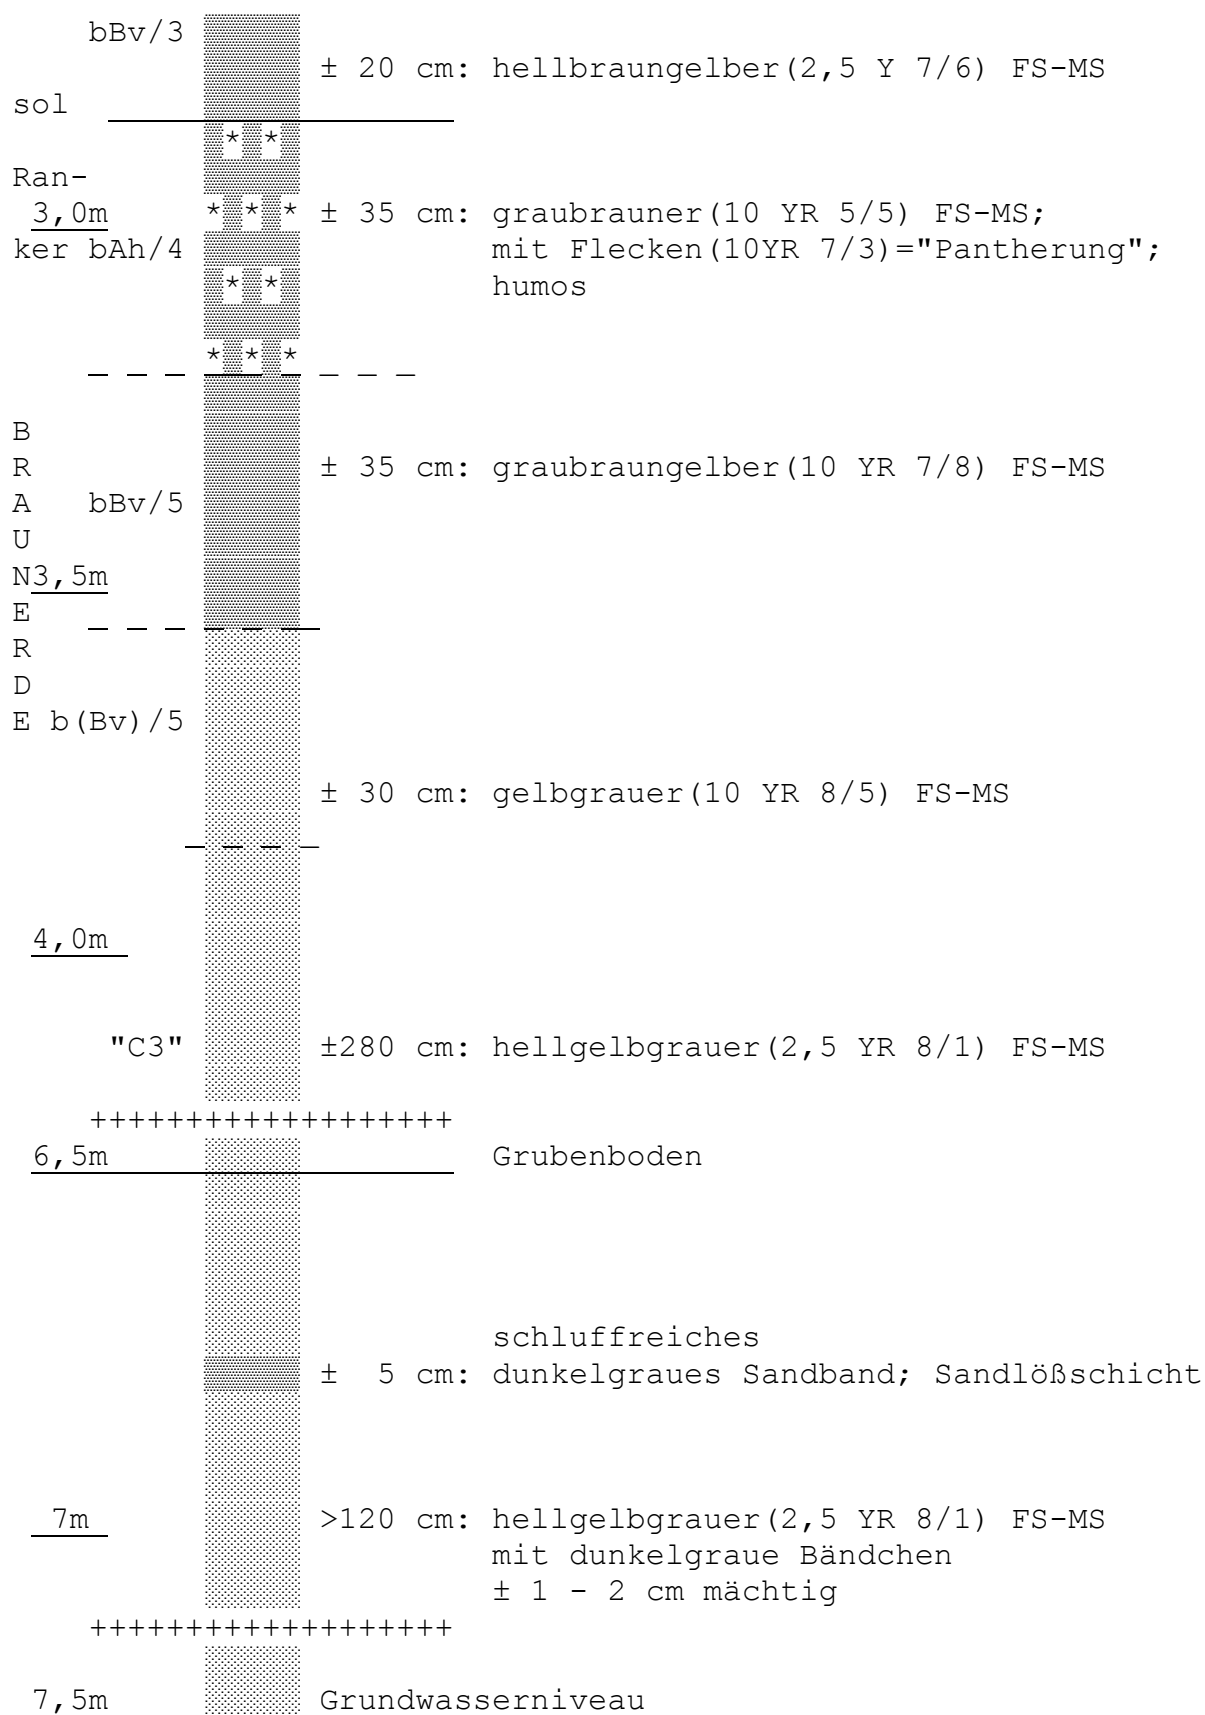 bBv/3
± 20 cm: hellbraungelber(2,5 Y 7/6) FS-MS
sol
* *
Ran-
3,0m * * * ± 35 cm: graubrauner(10 YR 5/5) FS-MS;
ker bAh/4 mit Flecken(10YR 7/3)="Pantherung";
* * humos
* * *
B
R ± 35 cm: graubraungelber(10 YR 7/8) FS-MS
A bBv/5
U
N3,5m
E
R
D
E b(Bv)/5
± 30 cm: gelbgrauer(10 YR 8/5) FS-MS
4,0m
"C3" ±280 cm: hellgelbgrauer(2,5 YR 8/1) FS-MS
+++++++++++++++++++
6,5m Grubenboden
schluffreiches
± 5 cm: dunkelgraues Sandband; Sandlößschicht
7m >120 cm: hellgelbgrauer(2,5 YR 8/1) FS-MS
mit dunkelgraue Bändchen
± 1 - 2 cm mächtig
+++++++++++++++++++
7,5m Grundwasserniveau